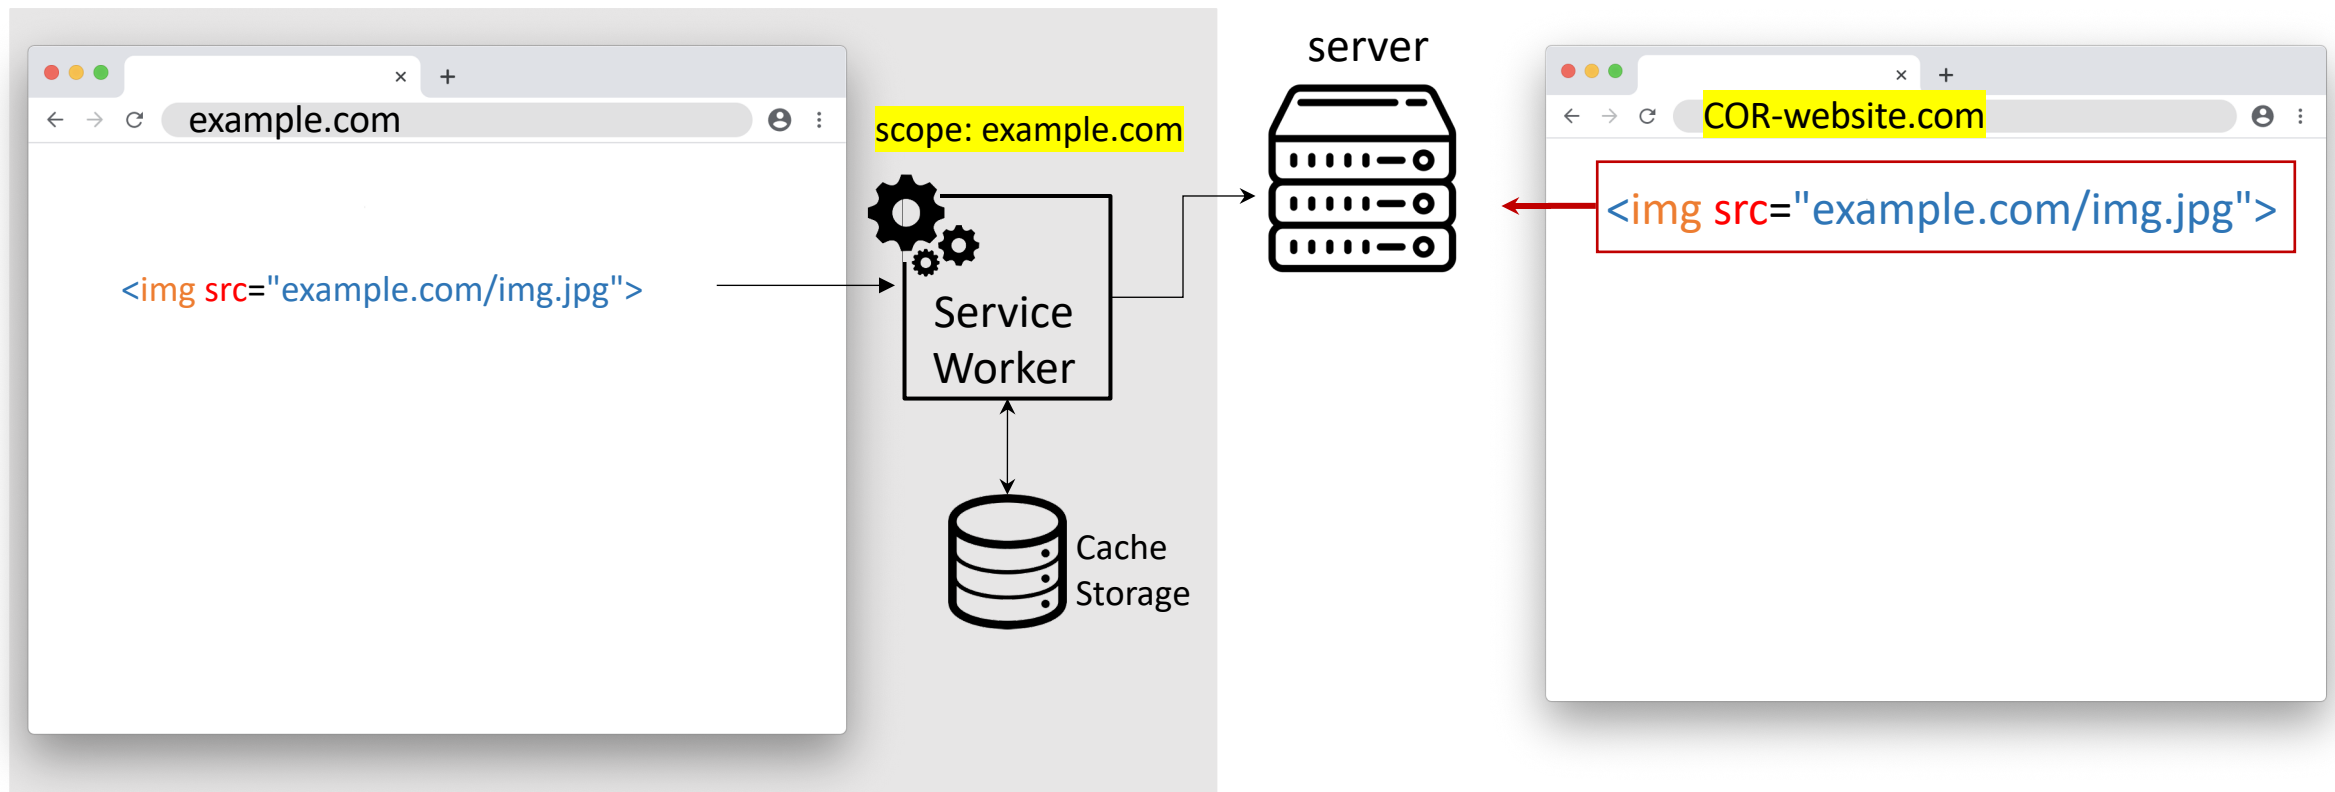 example.com
<img src="example.com/img.jpg">
scope: example.com
Service
Worker
Cache
Storage
server
COR-website.com
<img src="example.com/img.jpg">